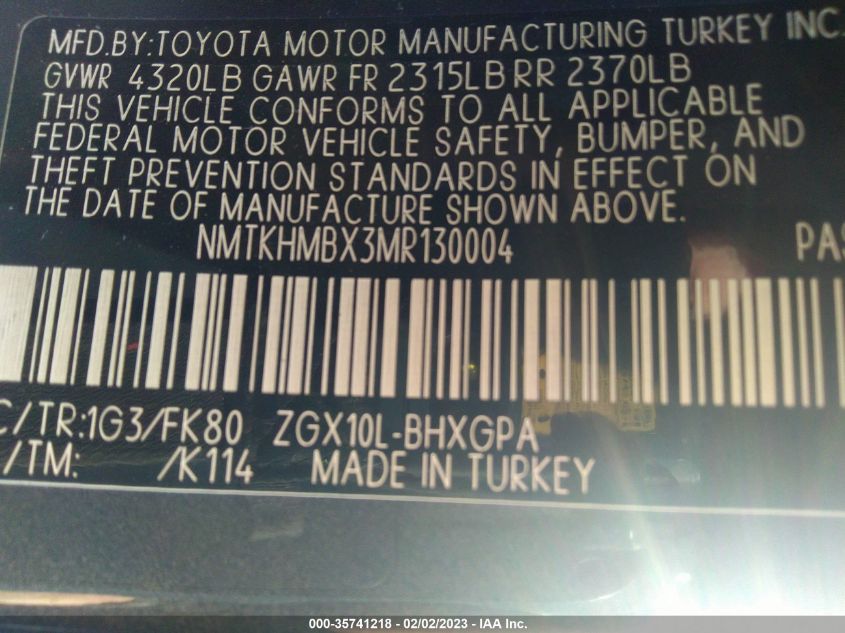 MFD.BY:TOYOTA MOTOR MANUFACTURING TURKEY INC.
GVWR 4320LB GAWR FR 2315LB RR 2370LB
THIS VEHICLE CONFORMS TO ALL APPLICABLE
FEDERAL MOTOR VEHICLE SAFETY, BUMPER, AND
THEFT PREVENTION STANDARDS IN EFFECT ON
THE DATE OF MANUFACTURE SHOWN ABOVE.
NMTKHMBX3MR130004 PAS
C/TR:1G3/FK80 ZGX10L-BHXGPA
/TM: /K114 MADE IN TURKEY
000-35741218 - 02/02/2023 - IAA Inc.